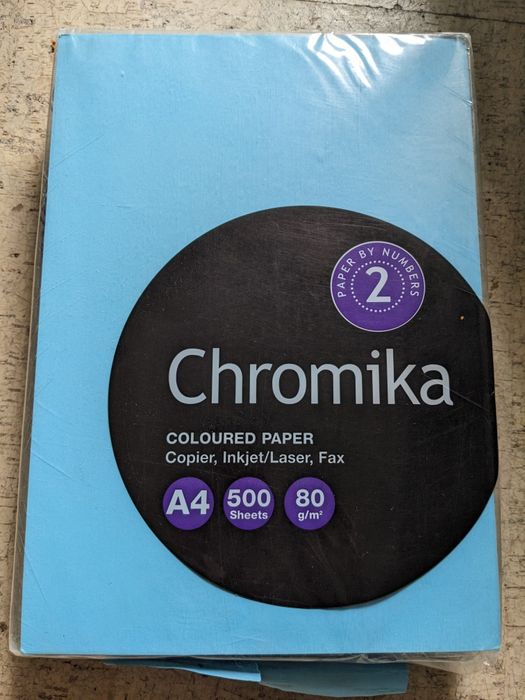 PAPER BY NUMBERS
2
Chromika
COLOURED PAPER
Copier, Inkjet/Laser, Fax
A4
500
Sheets
80
g/m²